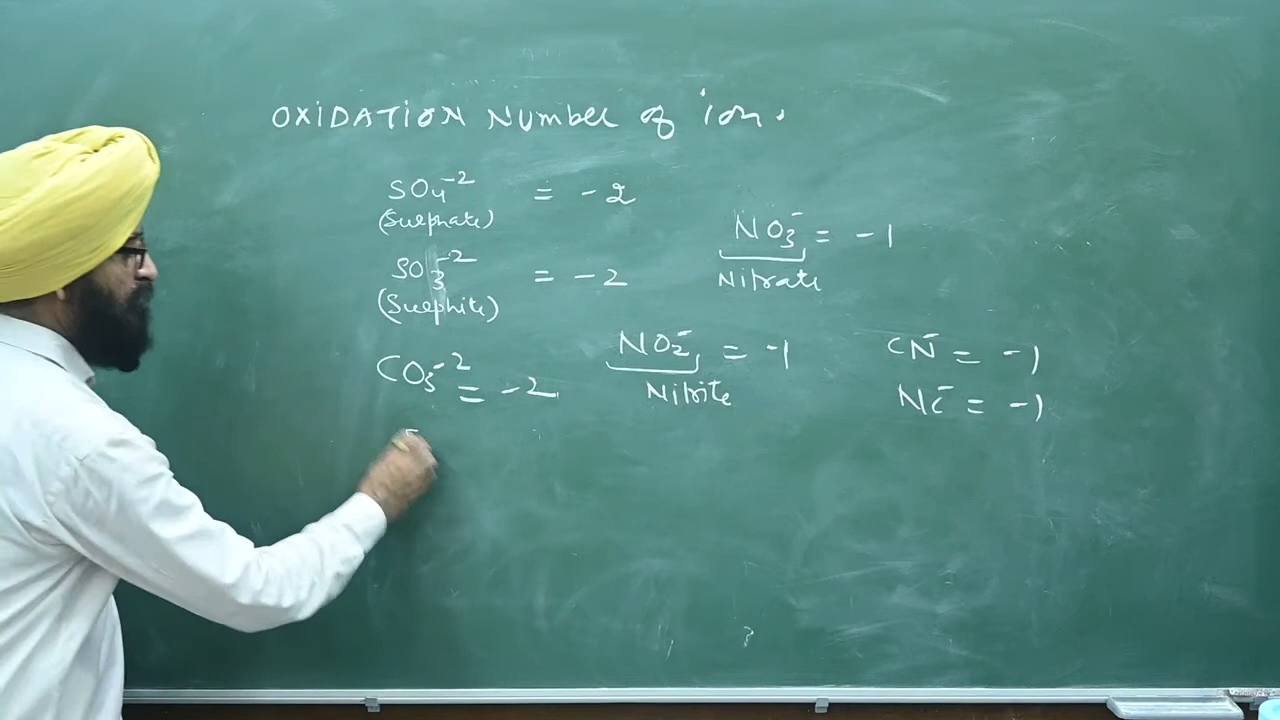 OXIDATION Number of ion.
SO₄⁻² = -2
(Sulphate)
SO₃⁻² = -2
(Sulphite)
CO₃⁻² = -2
NO₃⁻ = -1
Nitrate
NO₂⁻ = -1
Nitrite
CN⁻ = -1
NC⁻ = -1